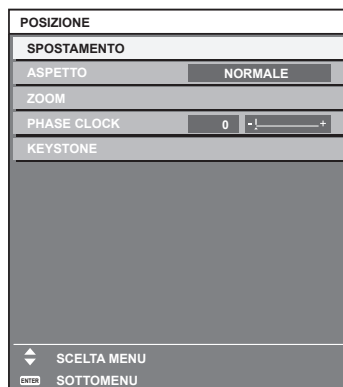 POSIZIONE
SPOSTAMENTO
ASPETTO NORMALE
ZOOM
PHASE CLOCK 0 - +
KEYSTONE
SCELTA MENU
ENTER SOTTOMENU